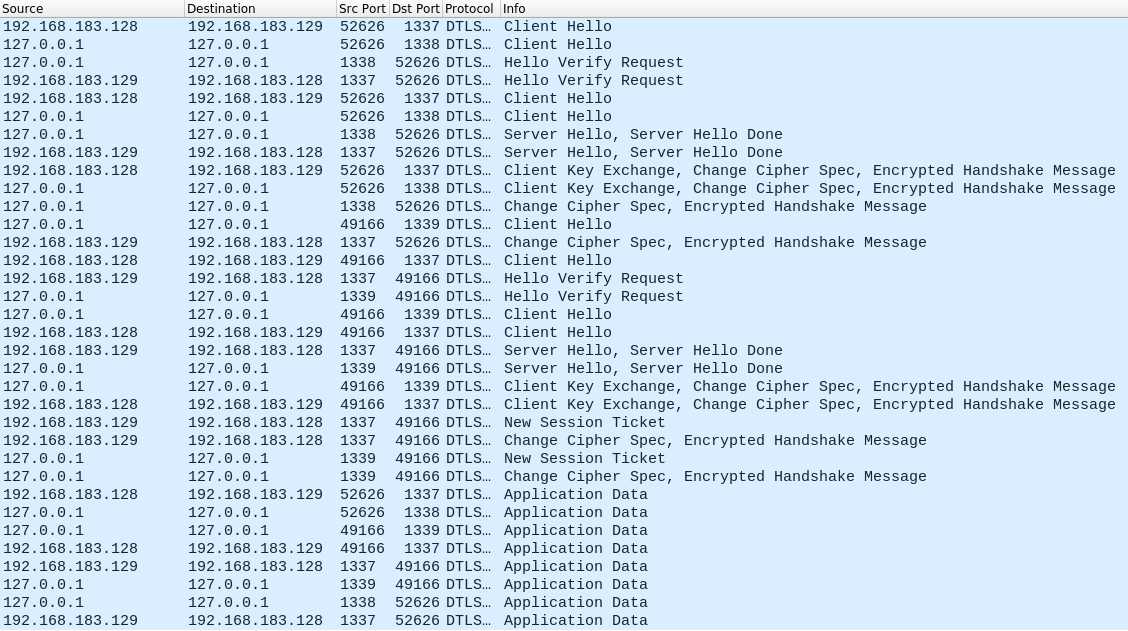 Source Destination Src Port Dst Port Protocol Info
192.168.183.128 192.168.183.129 52626 1337 DTLS… Client Hello
127.0.0.1 127.0.0.1 52626 1338 DTLS… Client Hello
127.0.0.1 127.0.0.1 1338 52626 DTLS… Hello Verify Request
192.168.183.129 192.168.183.128 1337 52626 DTLS… Hello Verify Request
192.168.183.128 192.168.183.129 52626 1337 DTLS… Client Hello
127.0.0.1 127.0.0.1 52626 1338 DTLS… Client Hello
127.0.0.1 127.0.0.1 1338 52626 DTLS… Server Hello, Server Hello Done
192.168.183.129 192.168.183.128 1337 52626 DTLS… Server Hello, Server Hello Done
192.168.183.128 192.168.183.129 52626 1337 DTLS… Client Key Exchange, Change Cipher Spec, Encrypted Handshake Message
127.0.0.1 127.0.0.1 52626 1338 DTLS… Client Key Exchange, Change Cipher Spec, Encrypted Handshake Message
127.0.0.1 127.0.0.1 1338 52626 DTLS… Change Cipher Spec, Encrypted Handshake Message
127.0.0.1 127.0.0.1 49166 1339 DTLS… Client Hello
192.168.183.129 192.168.183.128 1337 52626 DTLS… Change Cipher Spec, Encrypted Handshake Message
192.168.183.128 192.168.183.129 49166 1337 DTLS… Client Hello
192.168.183.129 192.168.183.128 1337 49166 DTLS… Hello Verify Request
127.0.0.1 127.0.0.1 1339 49166 DTLS… Hello Verify Request
127.0.0.1 127.0.0.1 49166 1339 DTLS… Client Hello
192.168.183.128 192.168.183.129 49166 1337 DTLS… Client Hello
192.168.183.129 192.168.183.128 1337 49166 DTLS… Server Hello, Server Hello Done
127.0.0.1 127.0.0.1 1339 49166 DTLS… Server Hello, Server Hello Done
127.0.0.1 127.0.0.1 49166 1339 DTLS… Client Key Exchange, Change Cipher Spec, Encrypted Handshake Message
192.168.183.128 192.168.183.129 49166 1337 DTLS… Client Key Exchange, Change Cipher Spec, Encrypted Handshake Message
192.168.183.129 192.168.183.128 1337 49166 DTLS… New Session Ticket
192.168.183.129 192.168.183.128 1337 49166 DTLS… Change Cipher Spec, Encrypted Handshake Message
127.0.0.1 127.0.0.1 1339 49166 DTLS… New Session Ticket
127.0.0.1 127.0.0.1 1339 49166 DTLS… Change Cipher Spec, Encrypted Handshake Message
192.168.183.128 192.168.183.129 52626 1337 DTLS… Application Data
127.0.0.1 127.0.0.1 52626 1338 DTLS… Application Data
127.0.0.1 127.0.0.1 49166 1339 DTLS… Application Data
192.168.183.128 192.168.183.129 49166 1337 DTLS… Application Data
192.168.183.129 192.168.183.128 1337 49166 DTLS… Application Data
127.0.0.1 127.0.0.1 1339 49166 DTLS… Application Data
127.0.0.1 127.0.0.1 1338 52626 DTLS… Application Data
192.168.183.129 192.168.183.128 1337 52626 DTLS… Application Data